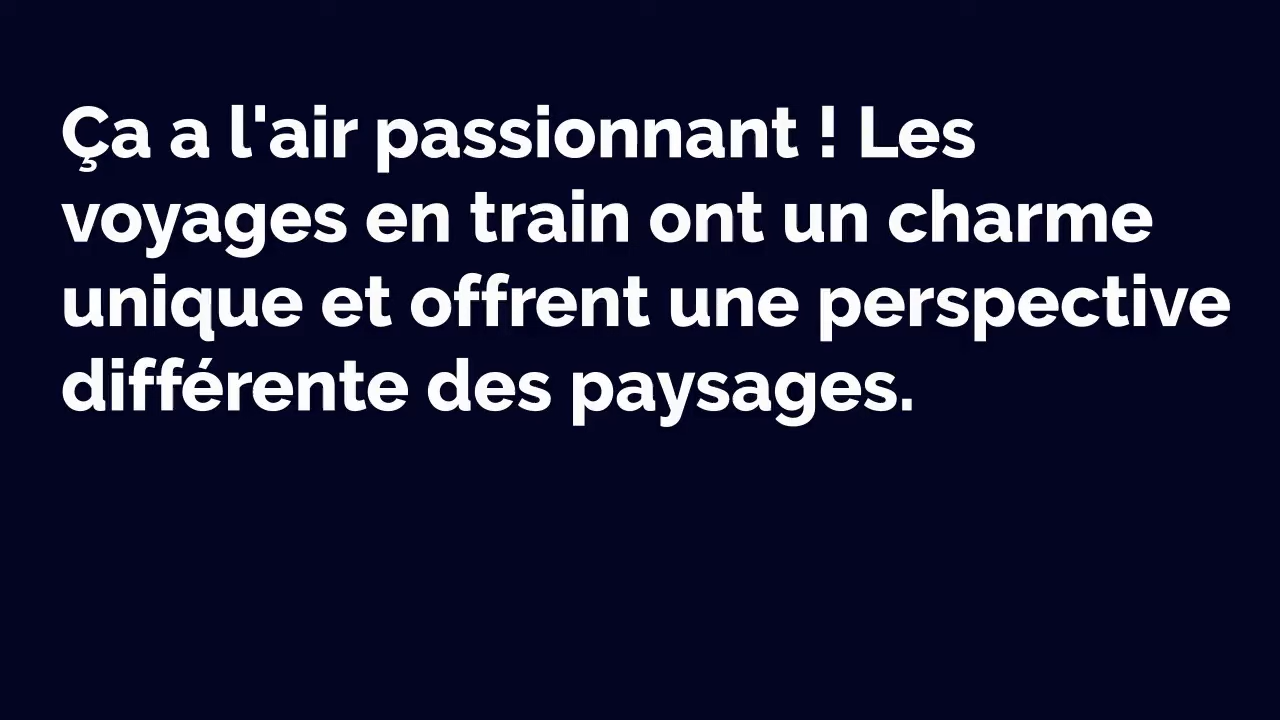 Ça a l'air passionnant ! Les
voyages en train ont un charme
unique et offrent une perspective
différente des paysages.